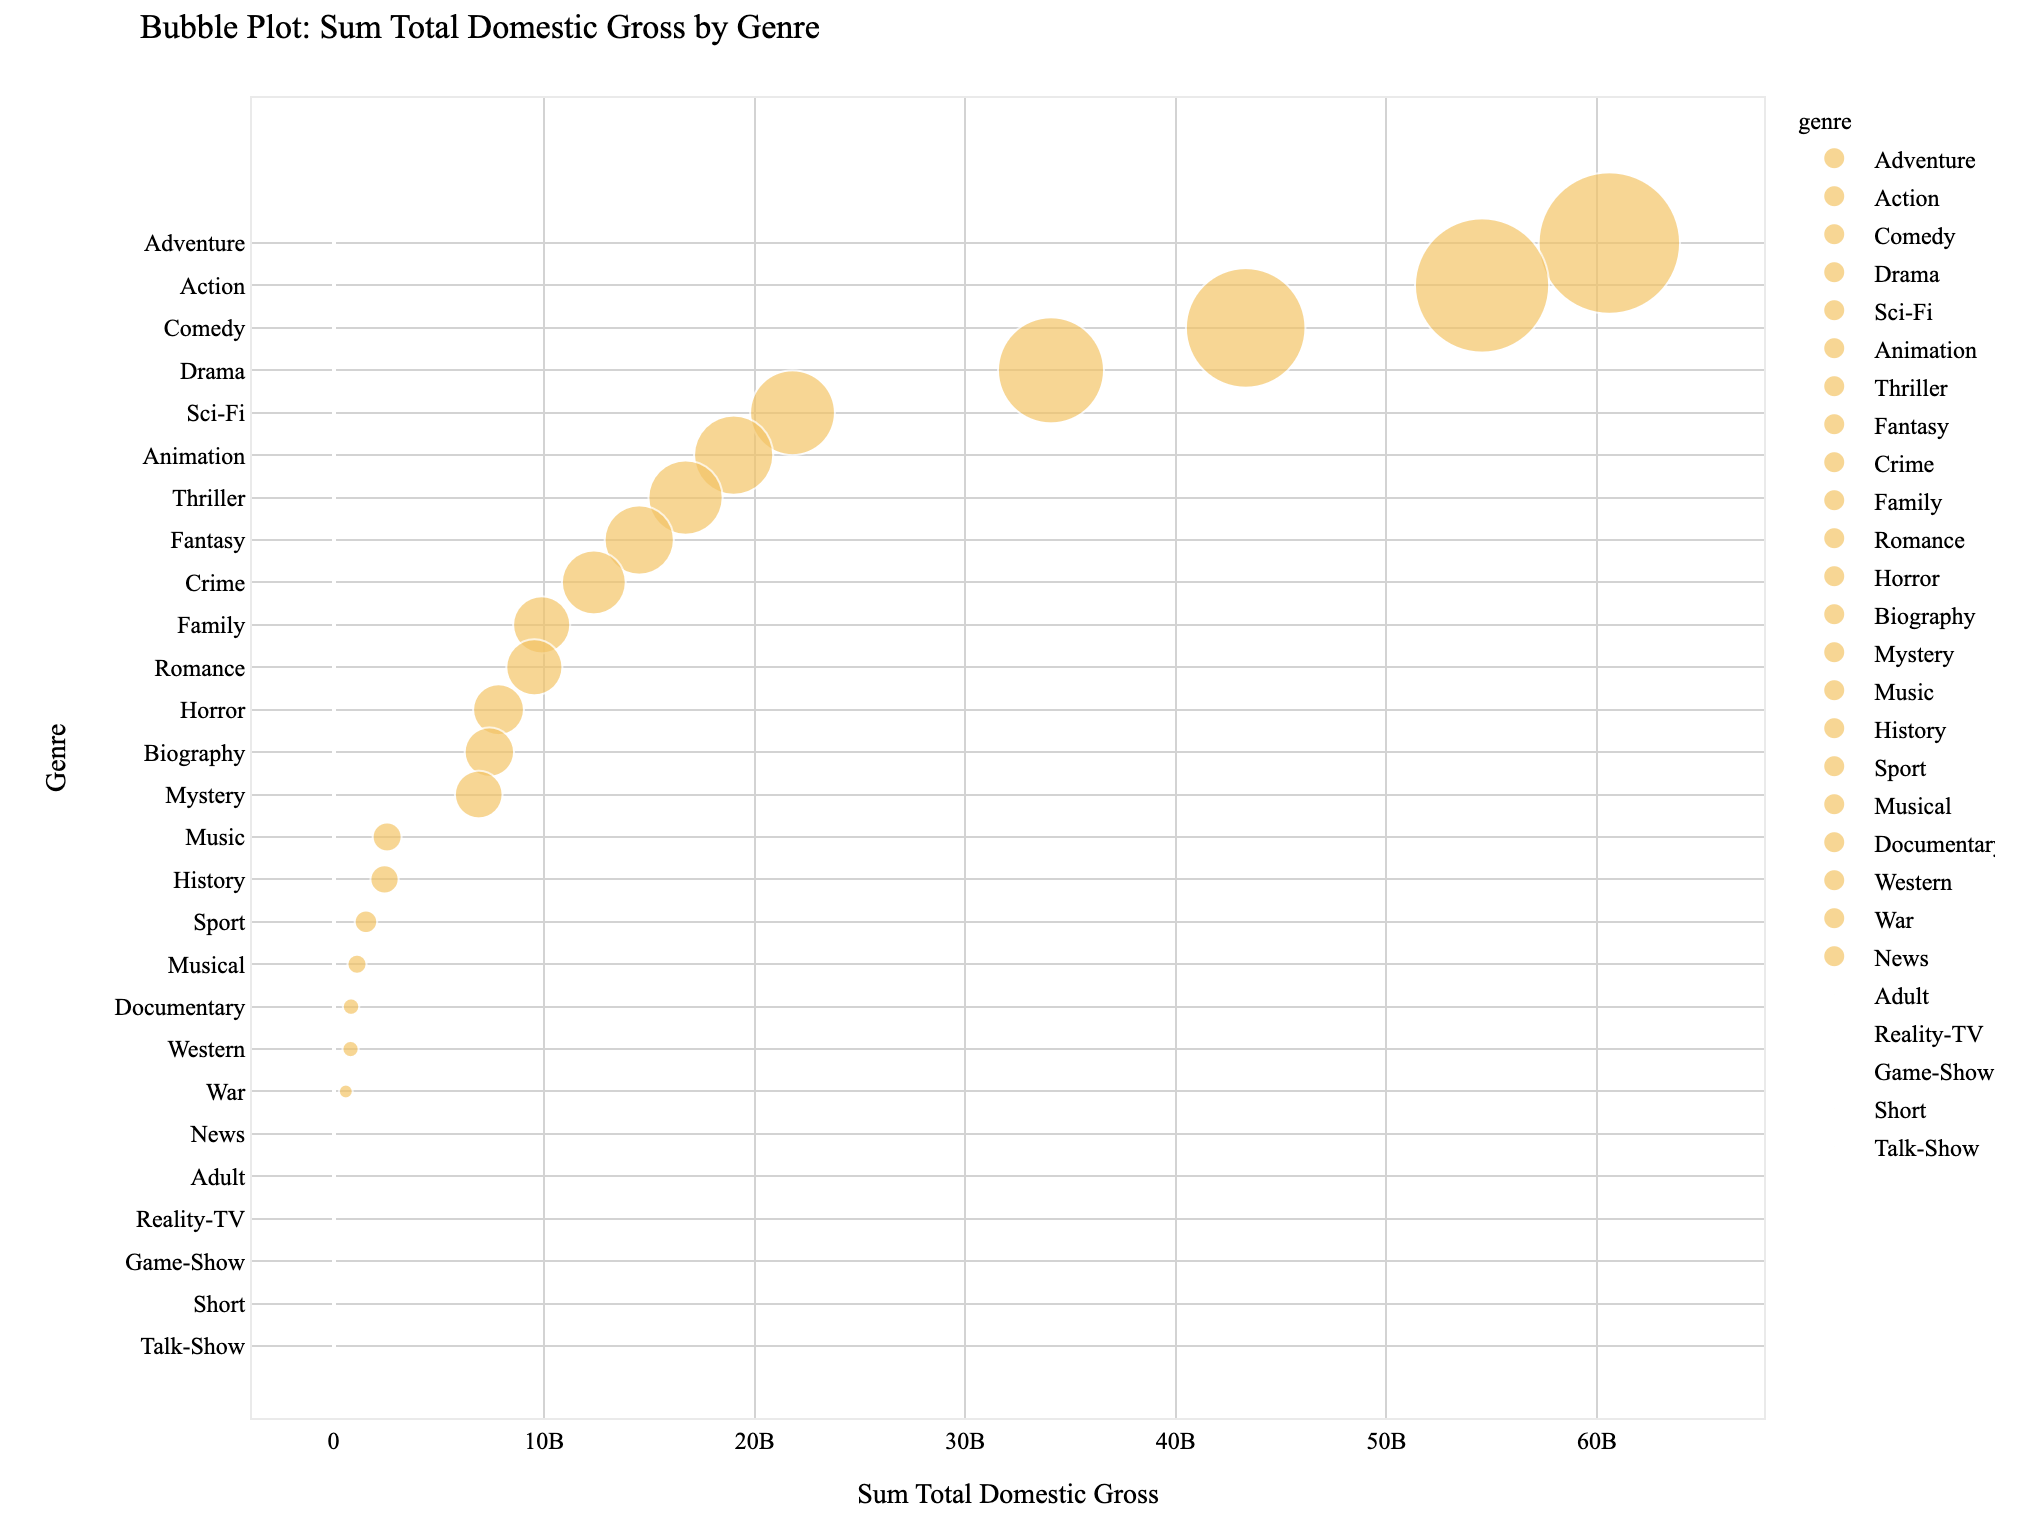 Bubble Plot: Sum Total Domestic Gross by Genre
Genre
Adventure
Action
Comedy
Drama
Sci-Fi
Animation
Thriller
Fantasy
Crime
Family
Romance
Horror
Biography
Mystery
Music
History
Sport
Musical
Documentary
Western
War
News
Adult
Reality-TV
Game-Show
Short
Talk-Show
0 10B 20B 30B 40B 50B 60B
Sum Total Domestic Gross
genre
Adventure
Action
Comedy
Drama
Sci-Fi
Animation
Thriller
Fantasy
Crime
Family
Romance
Horror
Biography
Mystery
Music
History
Sport
Musical
Documentary
Western
War
News
Adult
Reality-TV
Game-Show
Short
Talk-Show